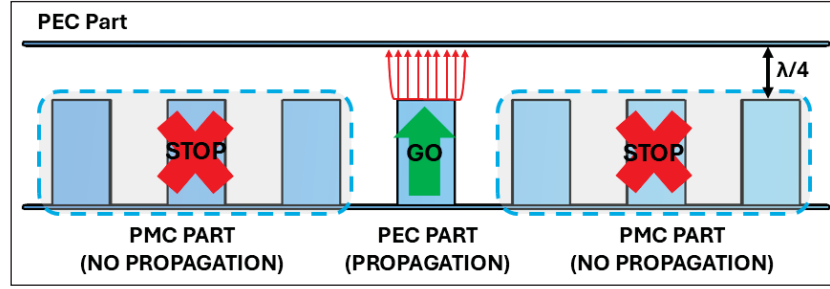 PEC Part
λ/4
STOP
GO
STOP
PMC PART
(NO PROPAGATION)
PEC PART
(PROPAGATION)
PMC PART
(NO PROPAGATION)